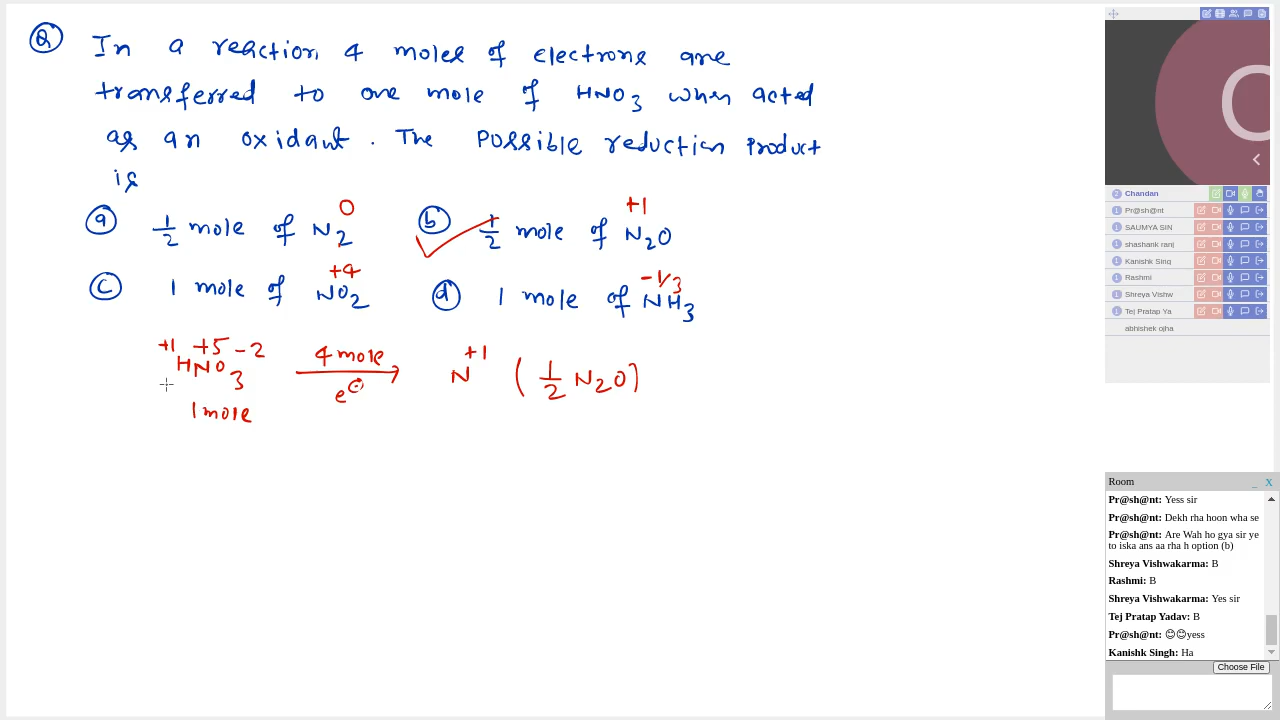 Q In a reaction, 4 moles of electrons are
transferred to one mole of HNO3 when acted
as an oxidant. The possible reduction product
is
a 1/2 mole of N2 0
b 1/2 mole of N2O +1
c 1 mole of NO2 +4
d 1 mole of NH3 -1/3
+1 +5 -2
HNO3 4 mole e⊖ → N+1 (1/2 N2O)
1 mole
C
Chandan
Pr@sh@nt
SAUMYA SIN
shashank ranj
Kanishk Sing
Rashmi
Shreya Vishw
Tej Pratap Ya
abhishek ojha
Room _ X
Pr@sh@nt: Yess sir
Pr@sh@nt: Dekh rha hoon wha se
Pr@sh@nt: Are Wah ho gya sir ye
to iska ans aa rha h option (b)
Shreya Vishwakarma: B
Rashmi: B
Shreya Vishwakarma: Yes sir
Tej Pratap Yadav: B
Pr@sh@nt: 😊😊yess
Kanishk Singh: Ha
Choose File